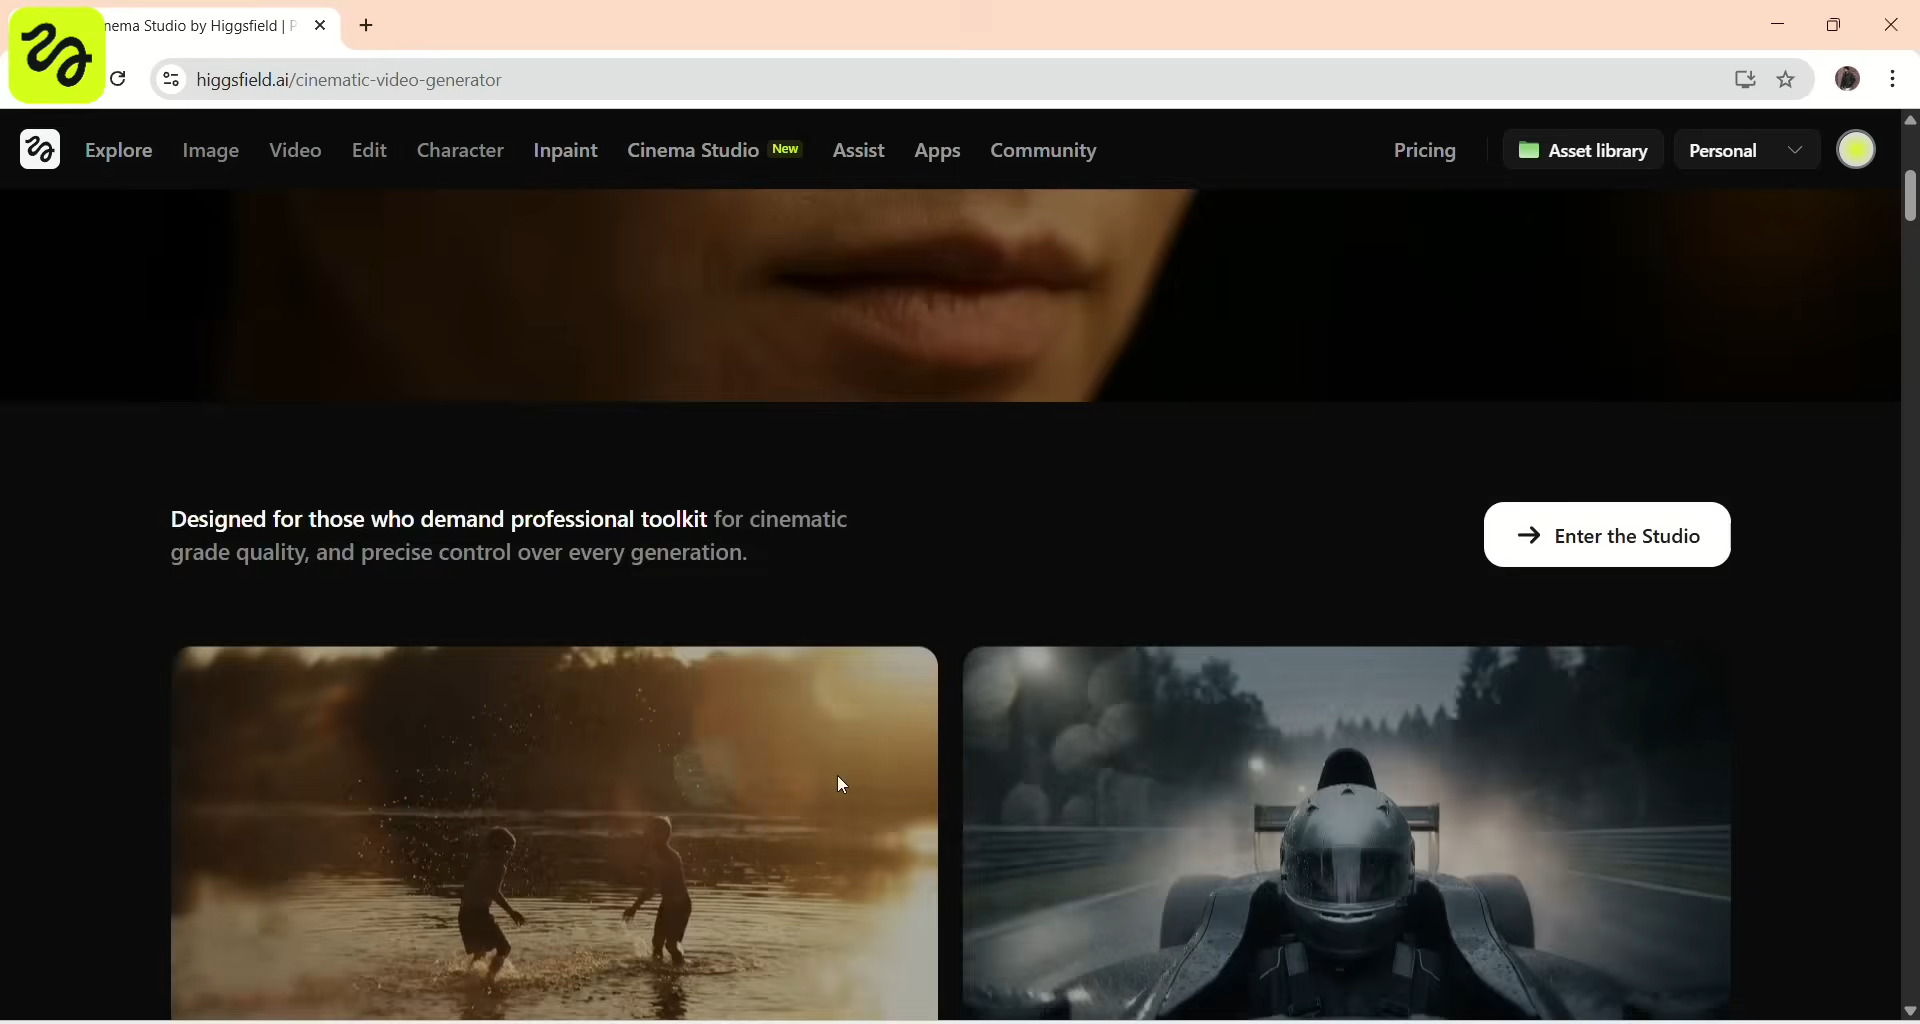 nema Studio by Higgsfield | P
higgsfield.ai/cinematic-video-generator
Explore Image Video Edit Character Inpaint Cinema Studio New Assist Apps Community Pricing Asset library Personal
Designed for those who demand professional toolkit for cinematic
grade quality, and precise control over every generation.
Enter the Studio